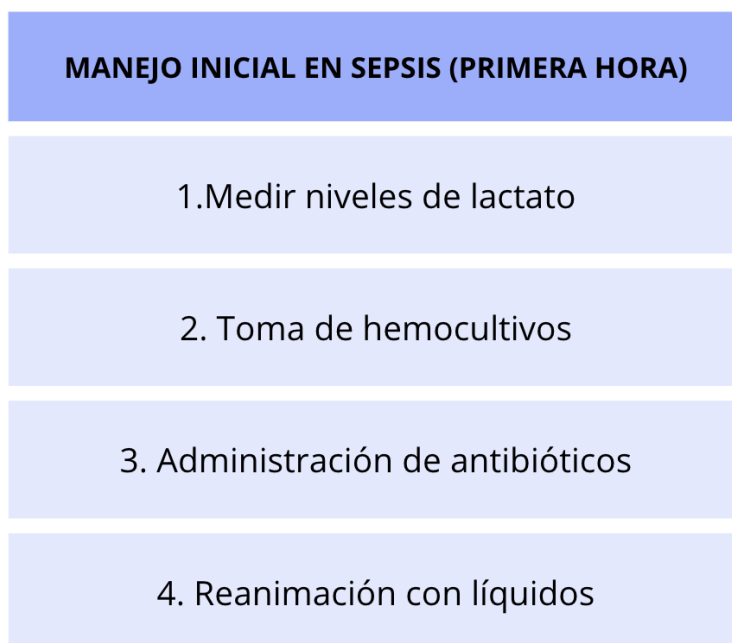 MANEJO INICIAL EN SEPSIS (PRIMERA HORA)
1.Medir niveles de lactato
2. Toma de hemocultivos
3. Administración de antibióticos
4. Reanimación con líquidos